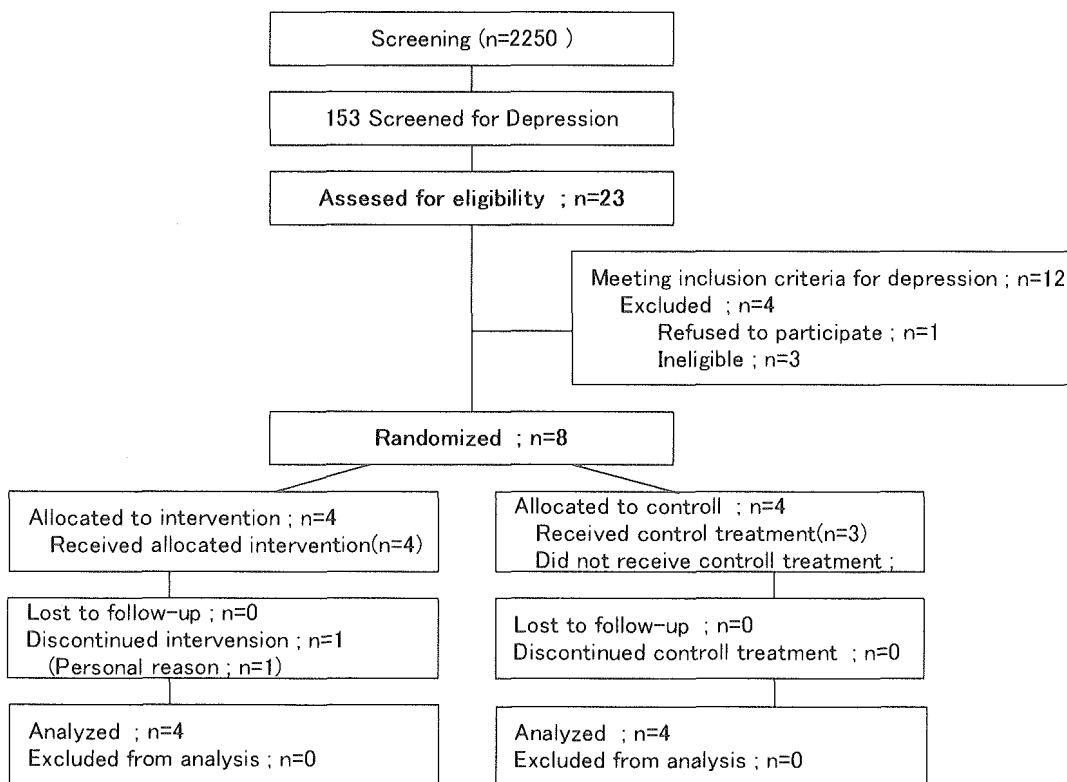 Screening (n=2250 )
153 Screened for Depression
Assesed for eligibility ; n=23
Meeting inclusion criteria for depression ; n=12
Excluded ; n=4
Refused to participate ; n=1
Ineligible ; n=3
Randomized ; n=8
Allocated to intervention ; n=4
Received allocated intervention(n=4)
Allocated to controll ; n=4
Received control treatment(n=3)
Did not receive controll treatment ;
Lost to follow-up ; n=0
Discontinued intervension ; n=1
(Personal reason ; n=1)
Lost to follow-up ; n=0
Discontinued controll treatment ; n=0
Analyzed ; n=4
Excluded from analysis ; n=0
Analyzed ; n=4
Excluded from analysis ; n=0